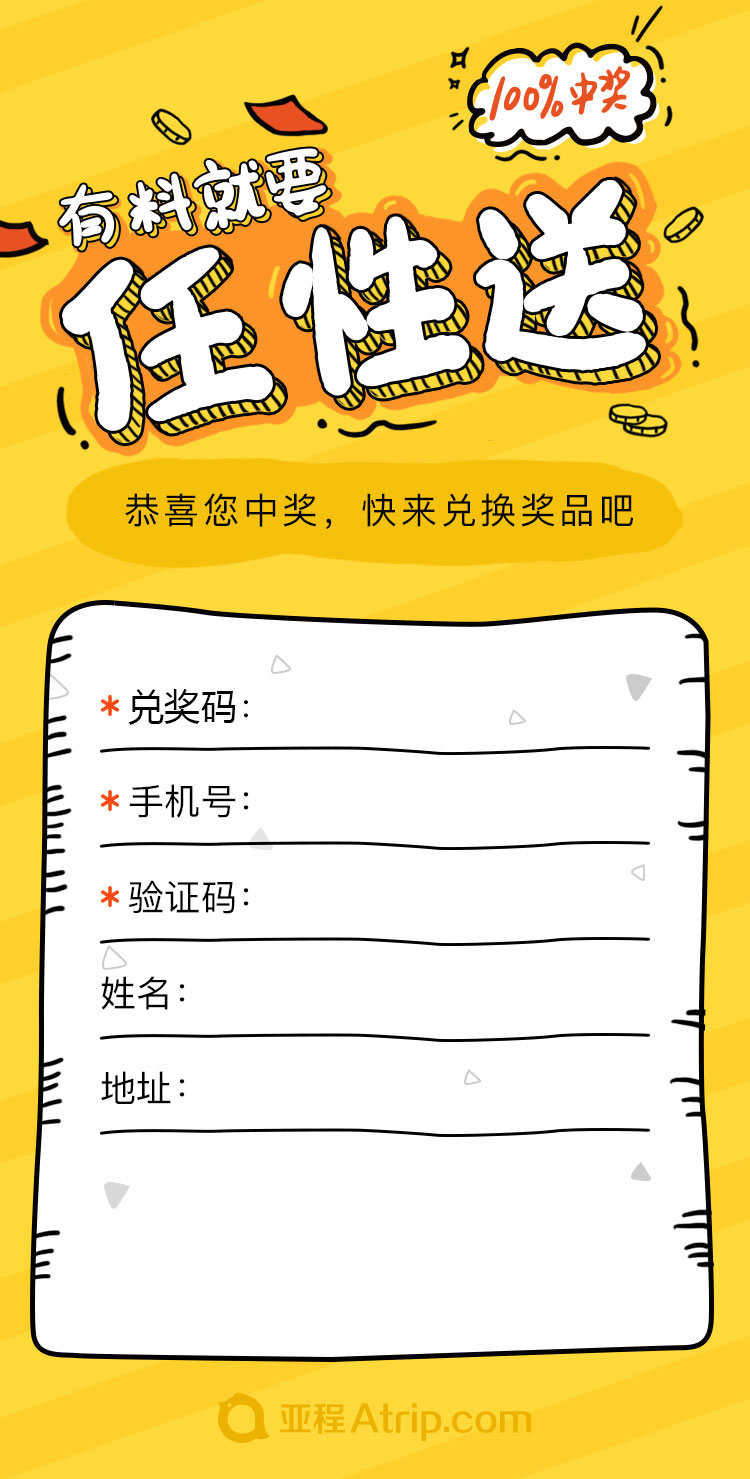 100%中奖
有料就要
任性送
恭喜您中奖，快来兑换奖品吧
*兑奖码：
*手机号：
*验证码：
姓名：
地址：
亚程Atrip.com